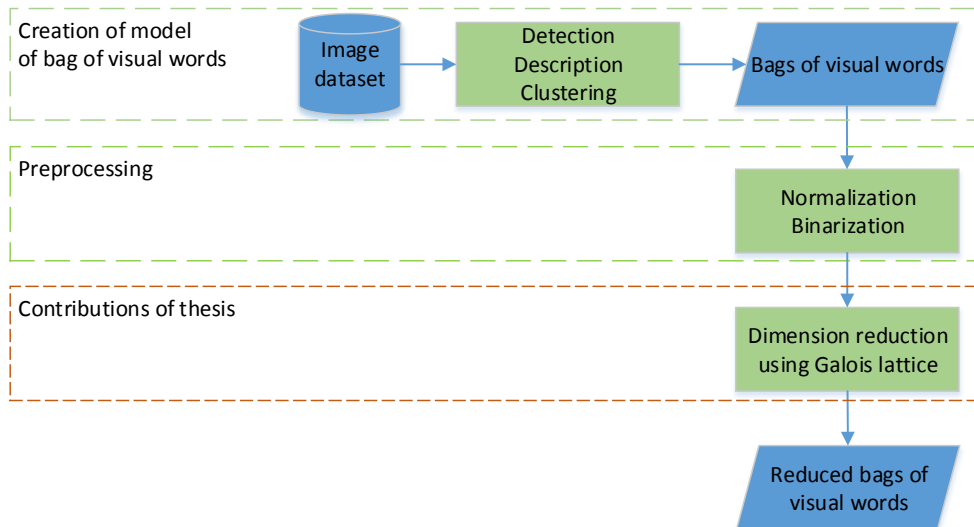 Creation of model
of bag of visual words
Image
dataset
Detection
Description
Clustering
Bags of visual words
Preprocessing
Normalization
Binarization
Contributions of thesis
Dimension reduction
using Galois lattice
Reduced bags of
visual words